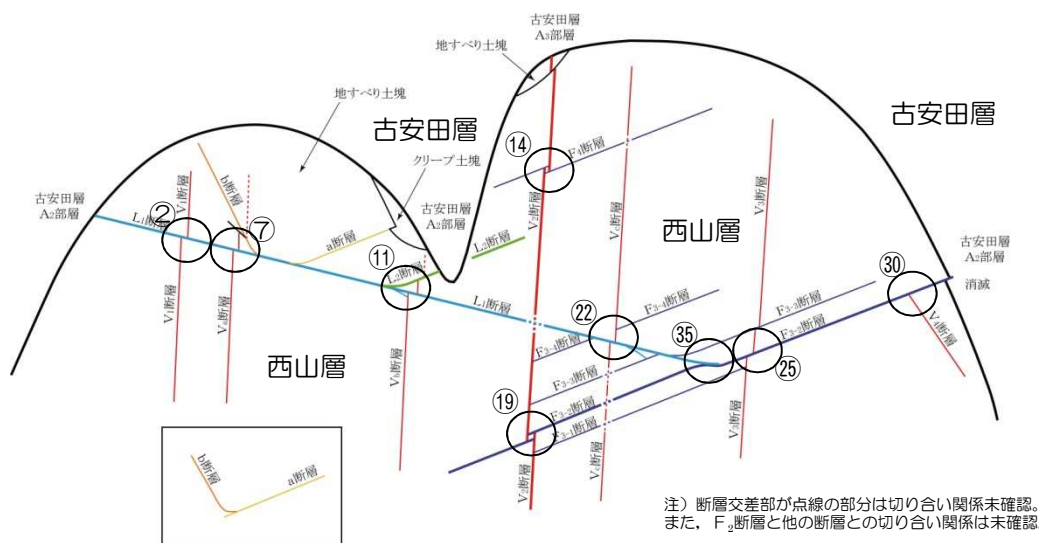 古安田層
A₃部層
地すべり土塊
地すべり土塊
古安田層
古安田層
⑭
F₄断層
クリープ土塊
b断層
V₁断層
V₂断層
V꜀断層
V₃断層
古安田層
A₂部層
L₁断層
②
⑦
a断層
古安田層
A₂部層
L₂断層
西山層
古安田層
A₂部層
消滅
⑪
L₂断層
㉚
V₁断層
Vₐ断層
L₁断層
㉒
F₃₋₄断層
F₃₋₃断層
F₃₋₂断層
V₄断層
西山層
V_b断層
F₃₋₄断層
㉟
㉕
F₃₋₃断層
⑲
F₃₋₂断層
F₃₋₁断層
V₃断層
V₂断層
V꜀断層
b断層
a断層
注）断層交差部が点線の部分は切り合い関係未確認。
また，F₂断層と他の断層との切り合い関係は未確認